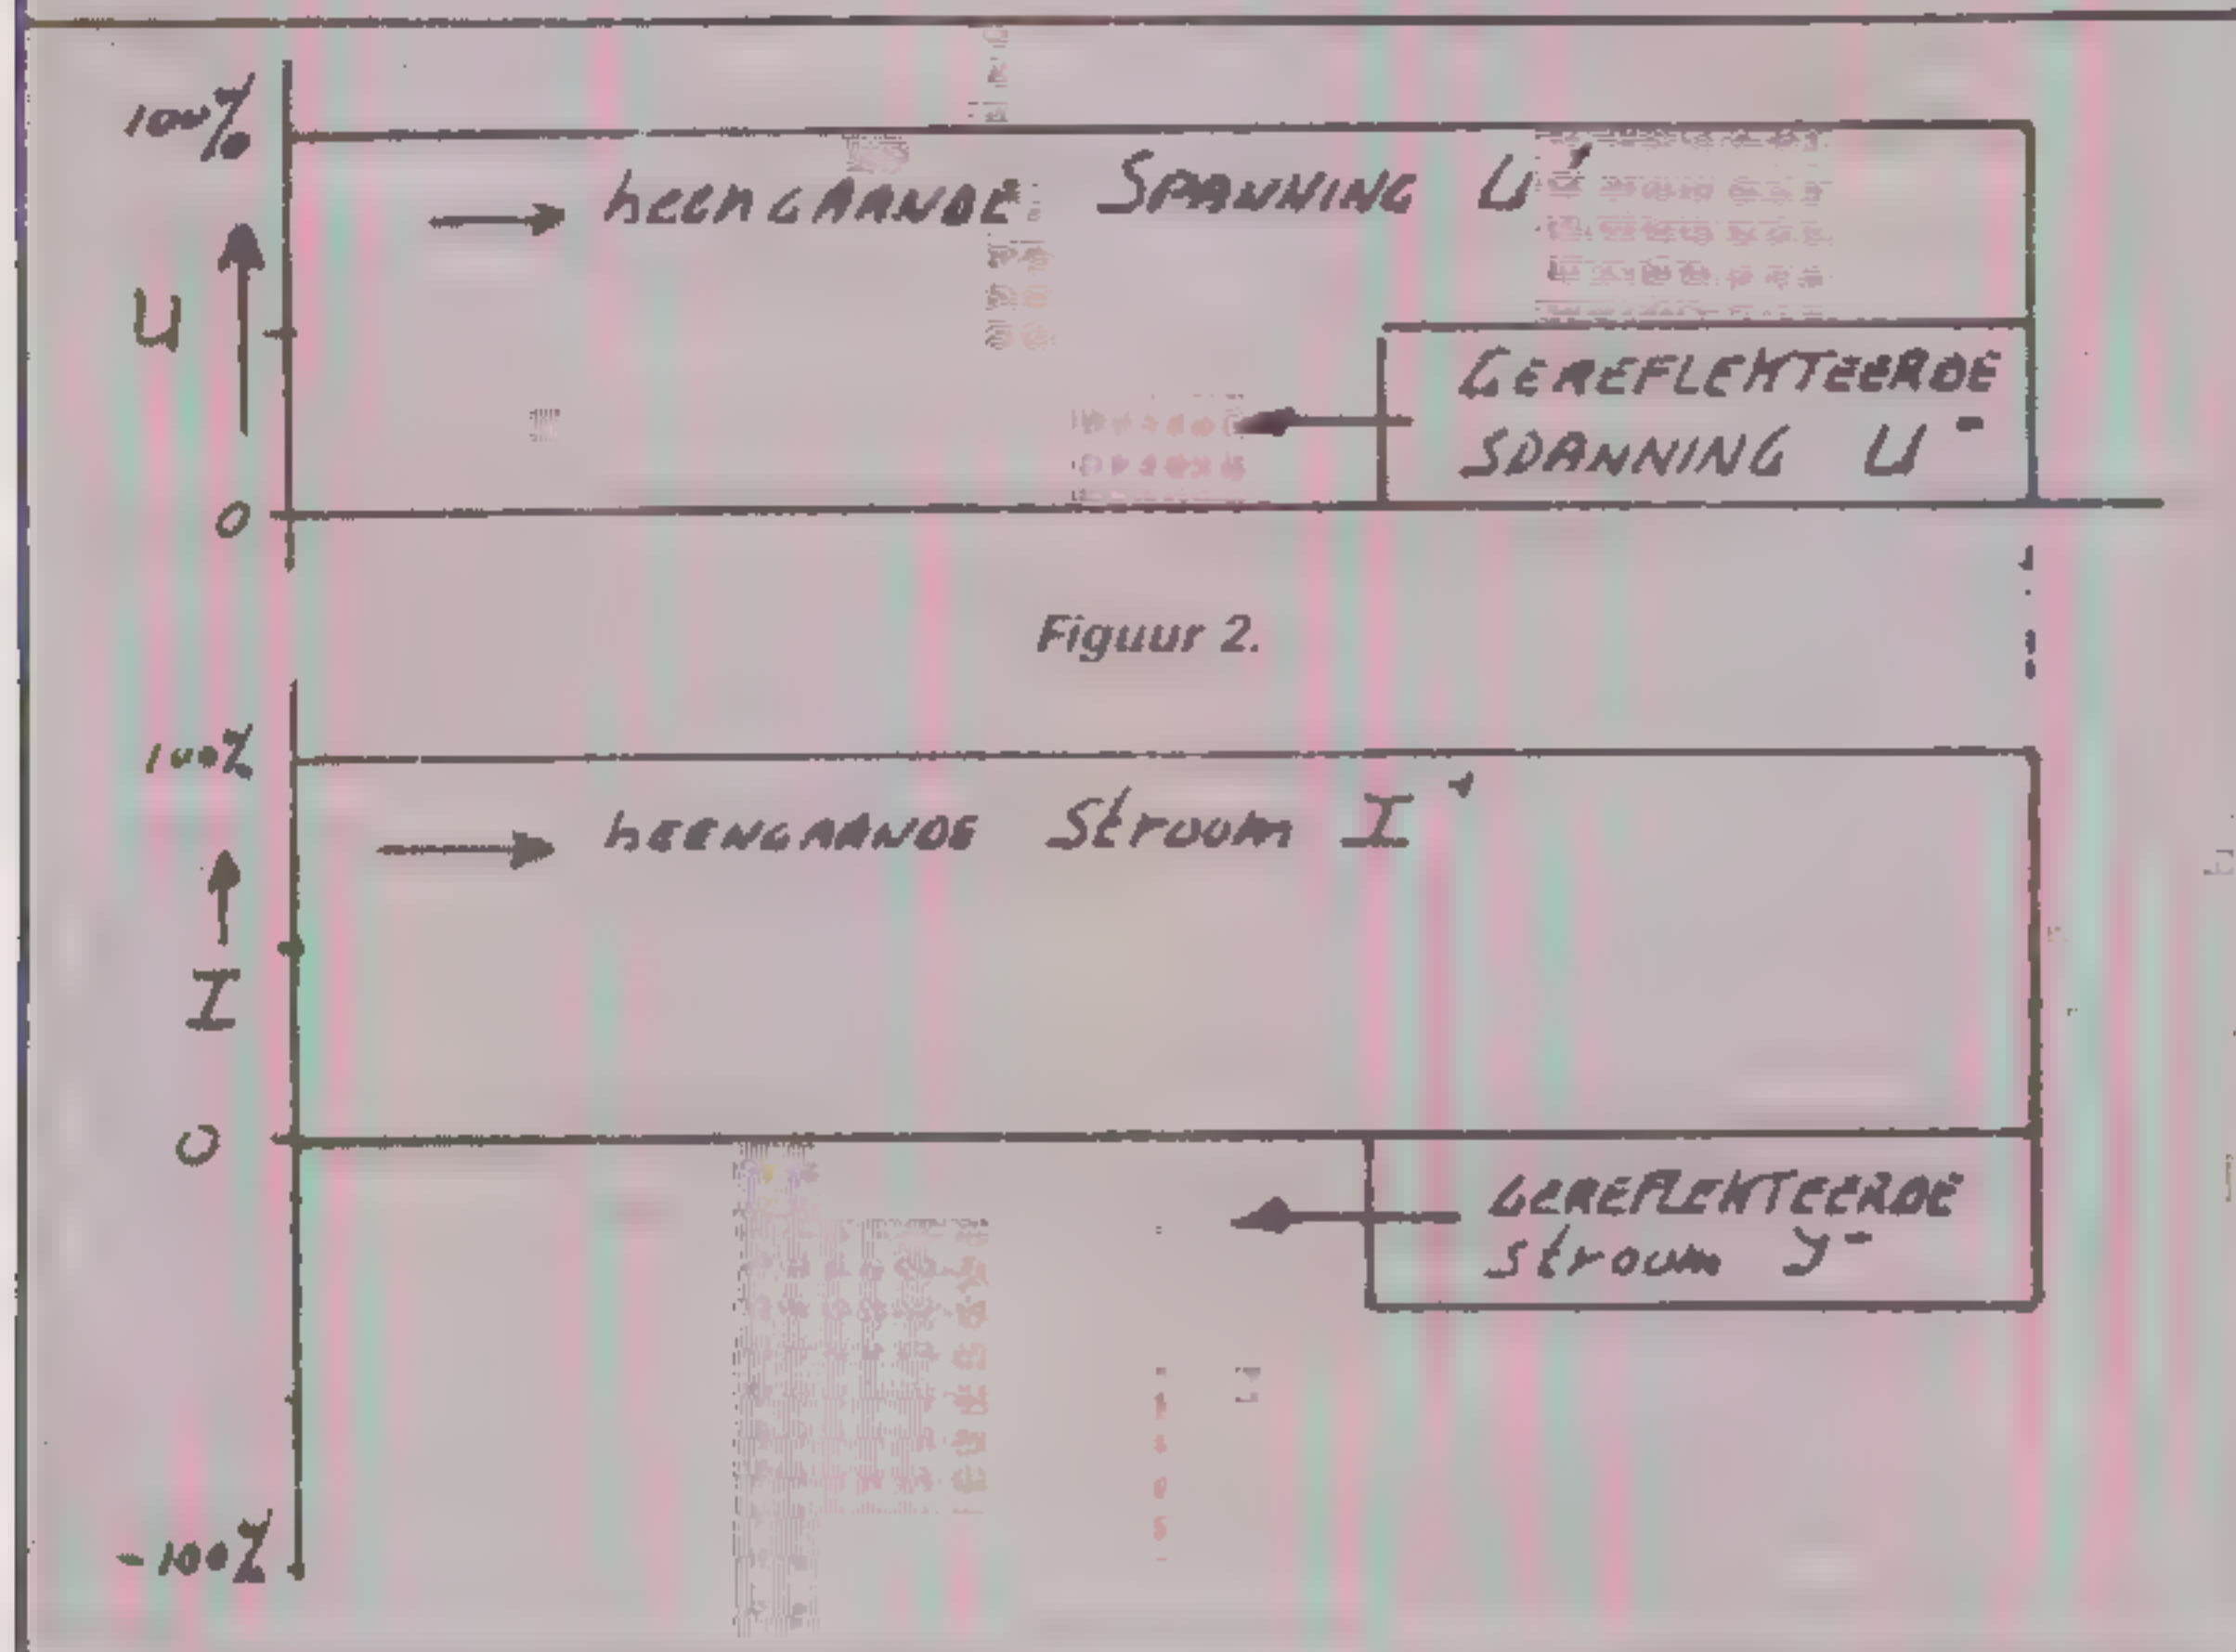 100%
heengaande Spanning U⁺
U
Gereflekteerde
spanning U⁻
0
Figuur 2.
100%
heengaande Stroom I⁺
I
0
gereflekteerde
stroom I⁻
-100%